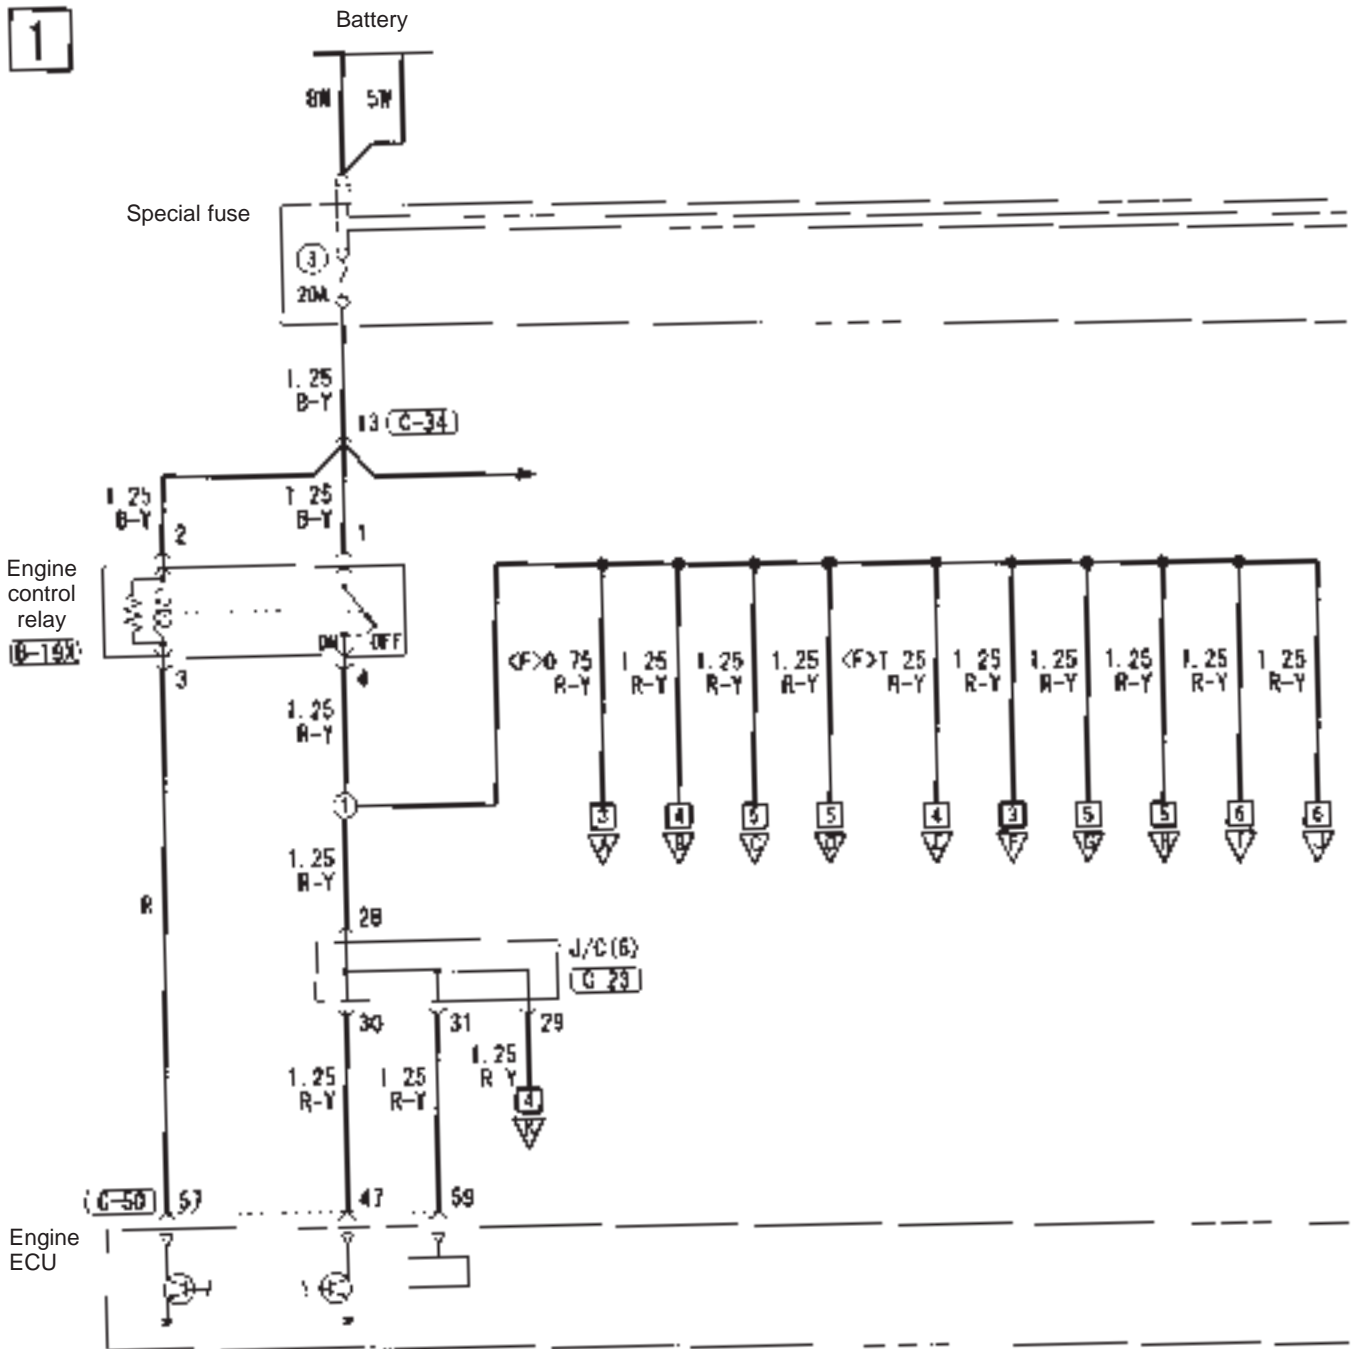 1
Battery
8W 5W
Special fuse
3
20A
1.25
B-Y
13 C-34
1.25
B-Y
2
1.25
B-Y
1
Engine
control
relay
B-19X
ON OFF
3
4
<F>0.75
R-Y
1.25
R-Y
1.25
R-Y
1.25
R-Y
<F>1.25
R-Y
1.25
R-Y
1.25
R-Y
1.25
R-Y
1.25
R-Y
1.25
R-Y
1.25
R-Y
1
3 4 5 5 4 3 5 5 6 6
A B C D E F G H I J
1.25
R-Y
R
28
J/C(6)
C-23
30 31 29
1.25
R-Y
1.25
R-Y
1.25
R Y
4
K
C-50 57 47 59
Engine
ECU